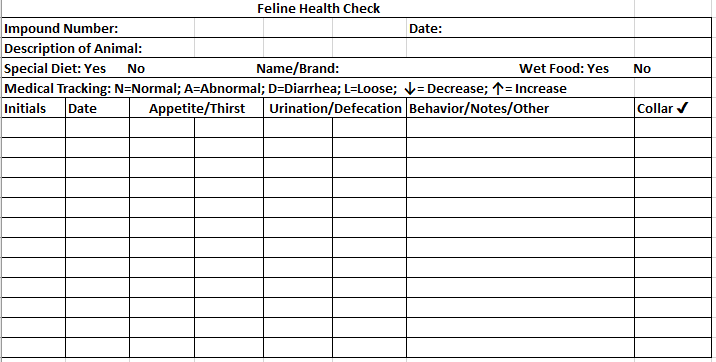 Feline Health Check
Impound Number: Date:
Description of Animal:
Special Diet: Yes No Name/Brand: Wet Food: Yes No
Medical Tracking: N=Normal; A=Abnormal; D=Diarrhea; L=Loose; ↓= Decrease; ↑= Increase
Initials Date Appetite/Thirst Urination/Defecation Behavior/Notes/Other Collar ✓